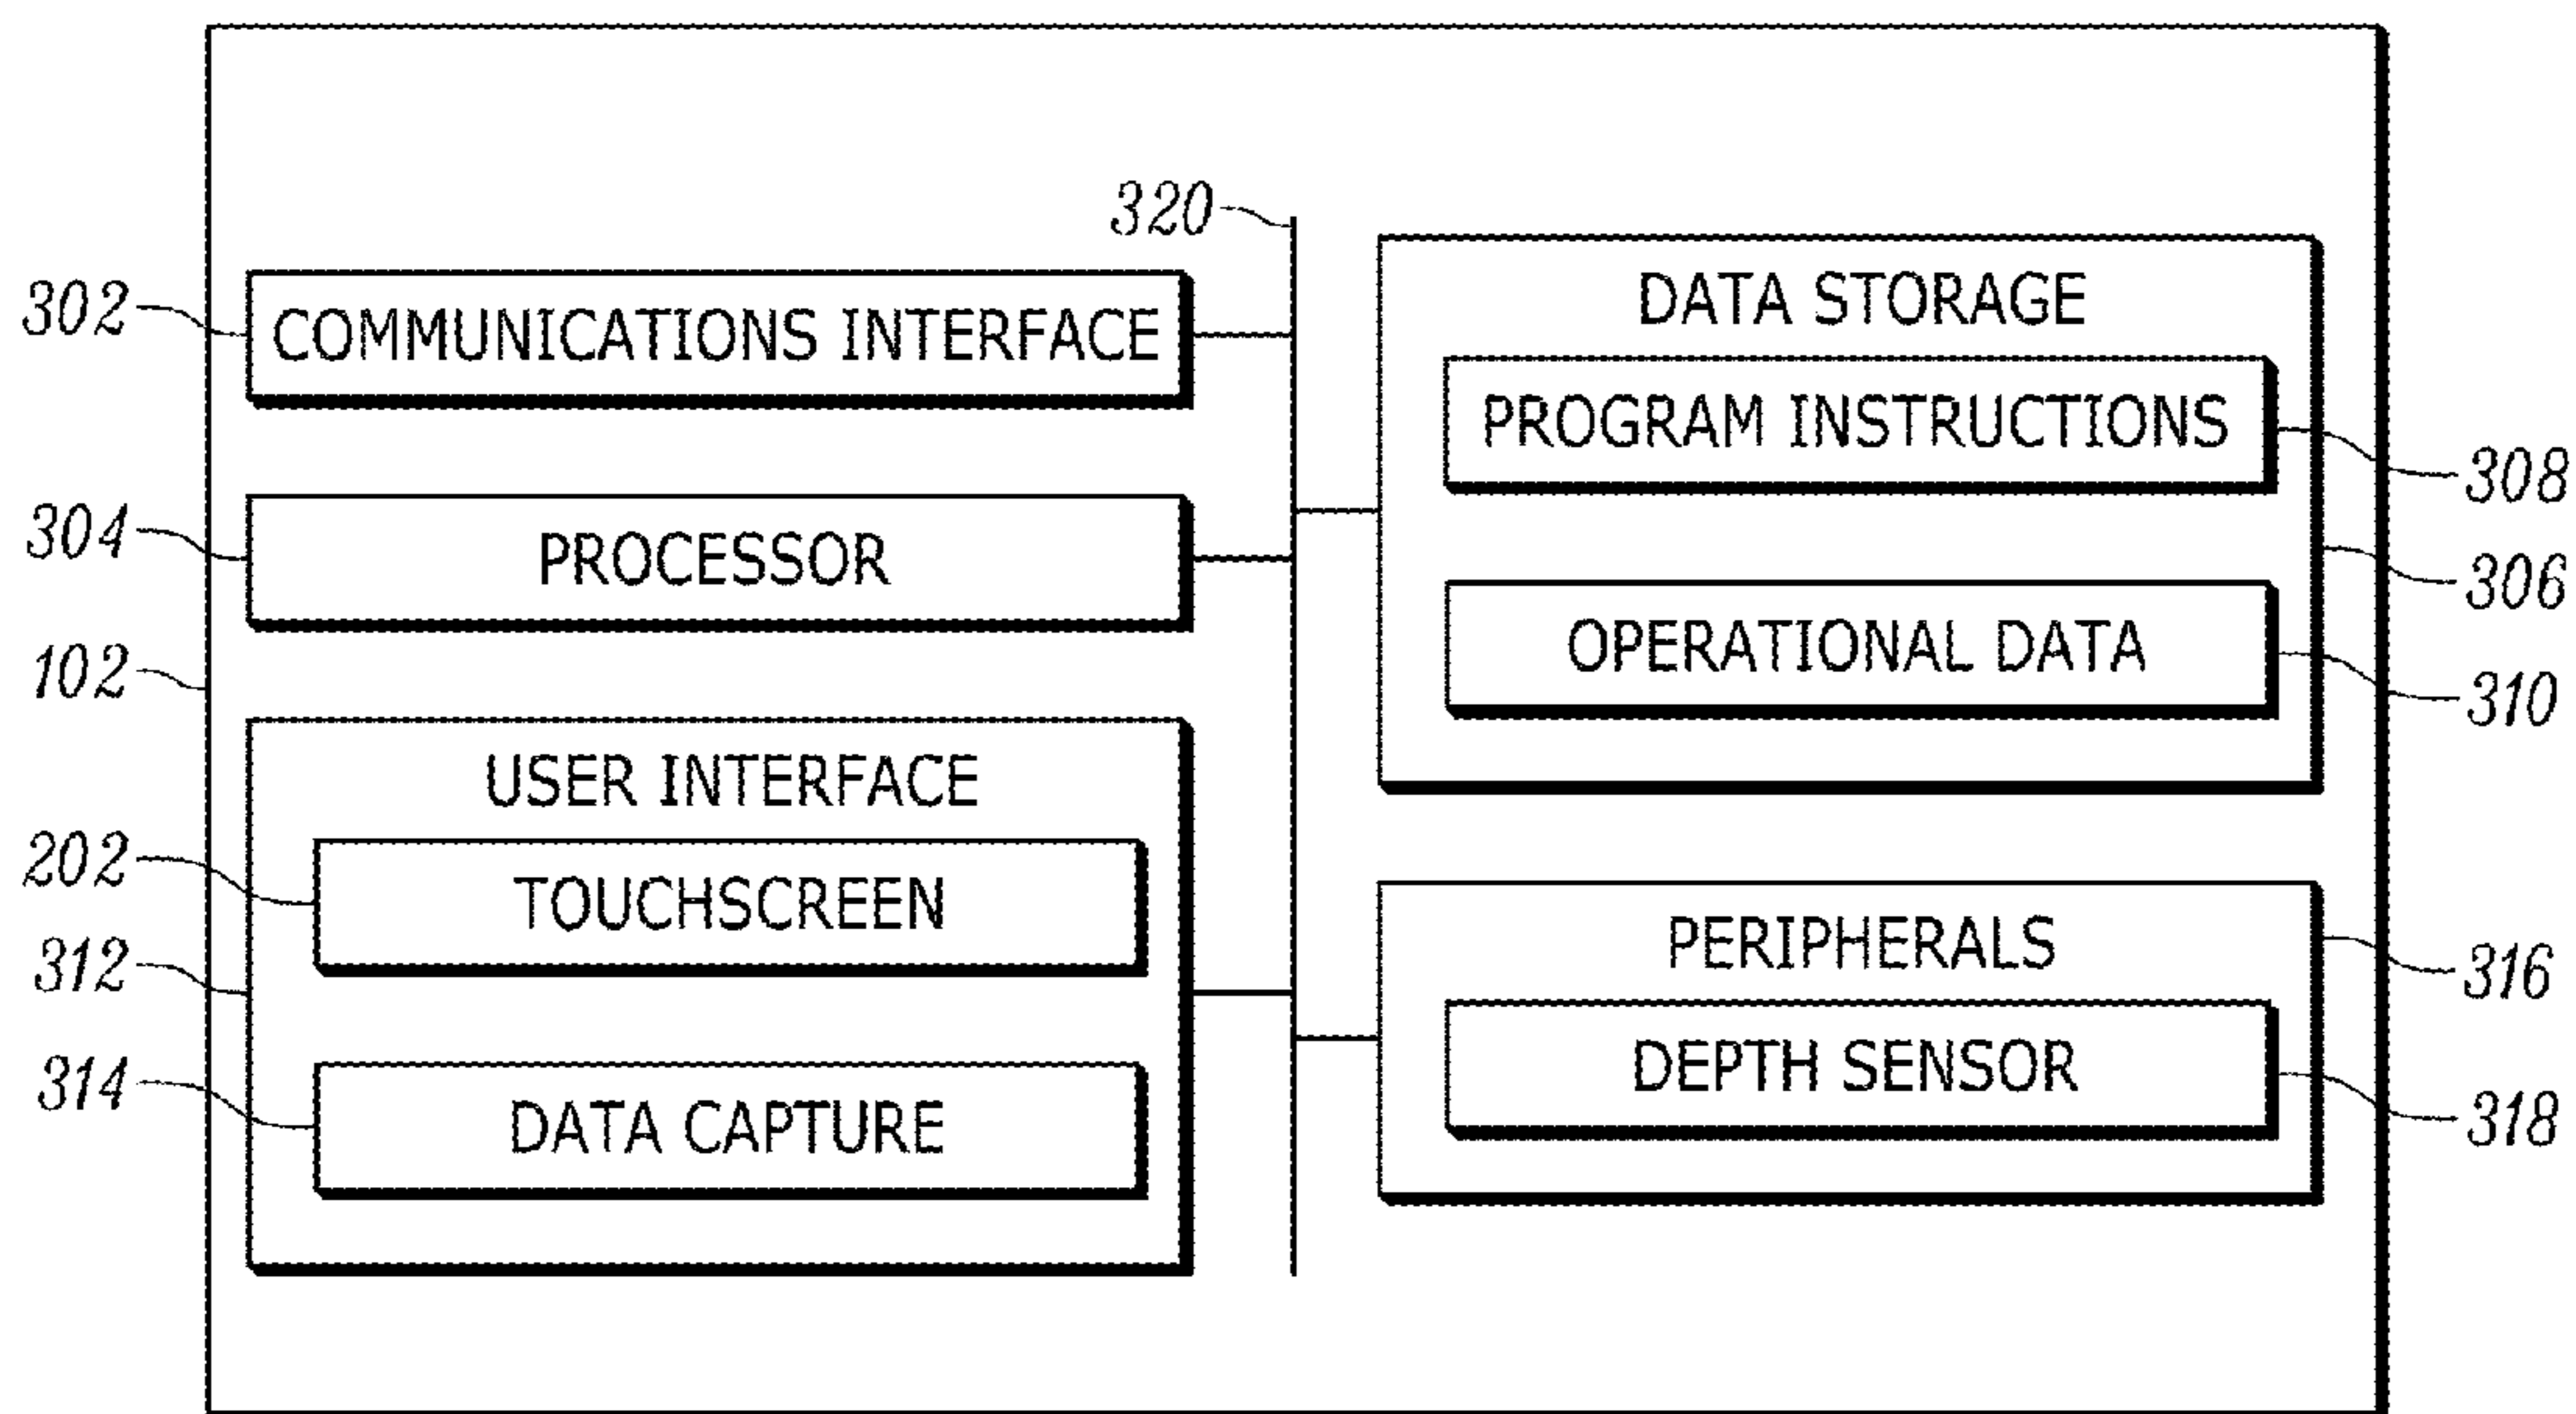 320
302
COMMUNICATIONS INTERFACE
304
PROCESSOR
102
USER INTERFACE
202
TOUCHSCREEN
312
314
DATA CAPTURE
DATA STORAGE
PROGRAM INSTRUCTIONS
308
306
OPERATIONAL DATA
310
PERIPHERALS
316
DEPTH SENSOR
318